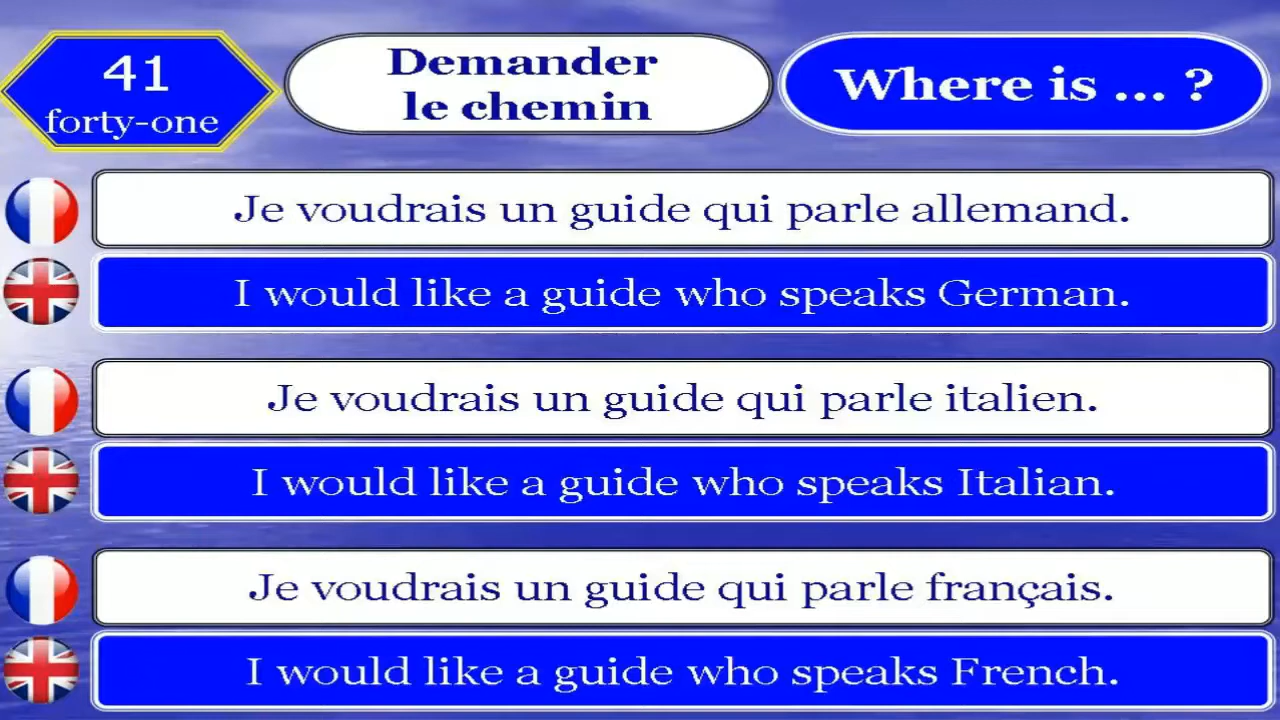 41
forty-one
Demander
le chemin
Where is ... ?
Je voudrais un guide qui parle allemand.
I would like a guide who speaks German.
Je voudrais un guide qui parle italien.
I would like a guide who speaks Italian.
Je voudrais un guide qui parle français.
I would like a guide who speaks French.